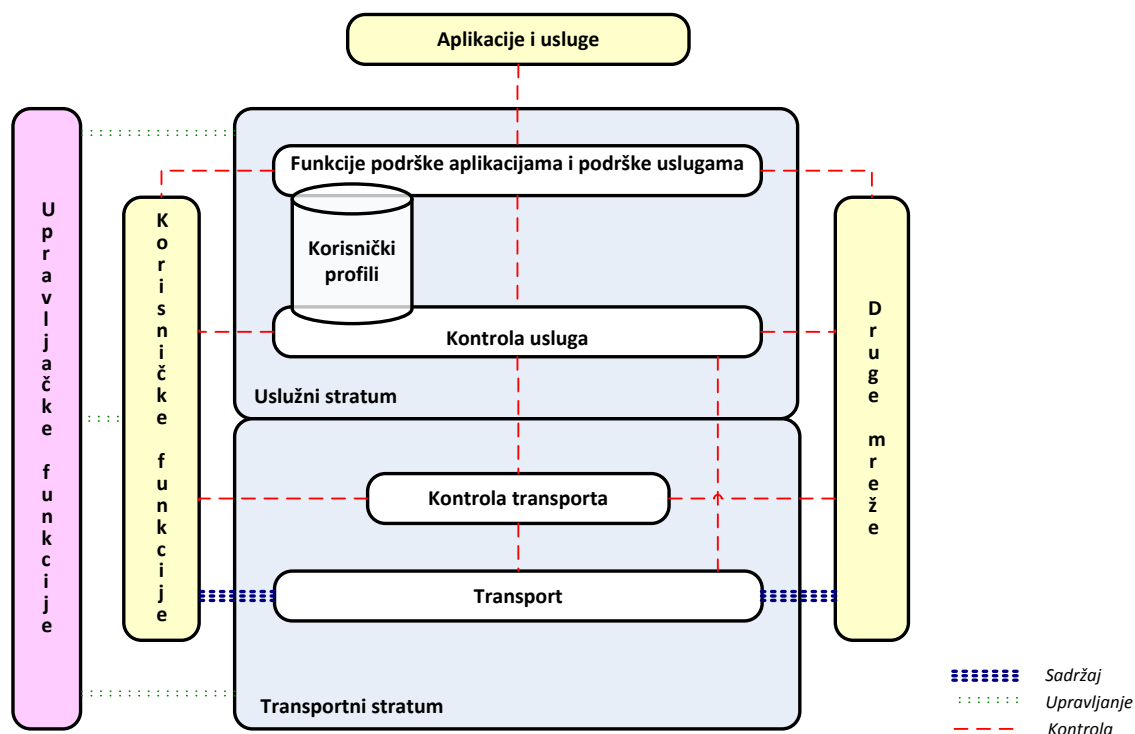 Aplikacije i usluge
Upravljačke funkcije
Korisničke funkcije
Funkcije podrške aplikacijama i podrške uslugama
Korisnički
profili
Kontrola usluga
Uslužni stratum
Druge mreže
Kontrola transporta
Transport
Transportni stratum
Sadržaj
Upravljanje
Kontrola